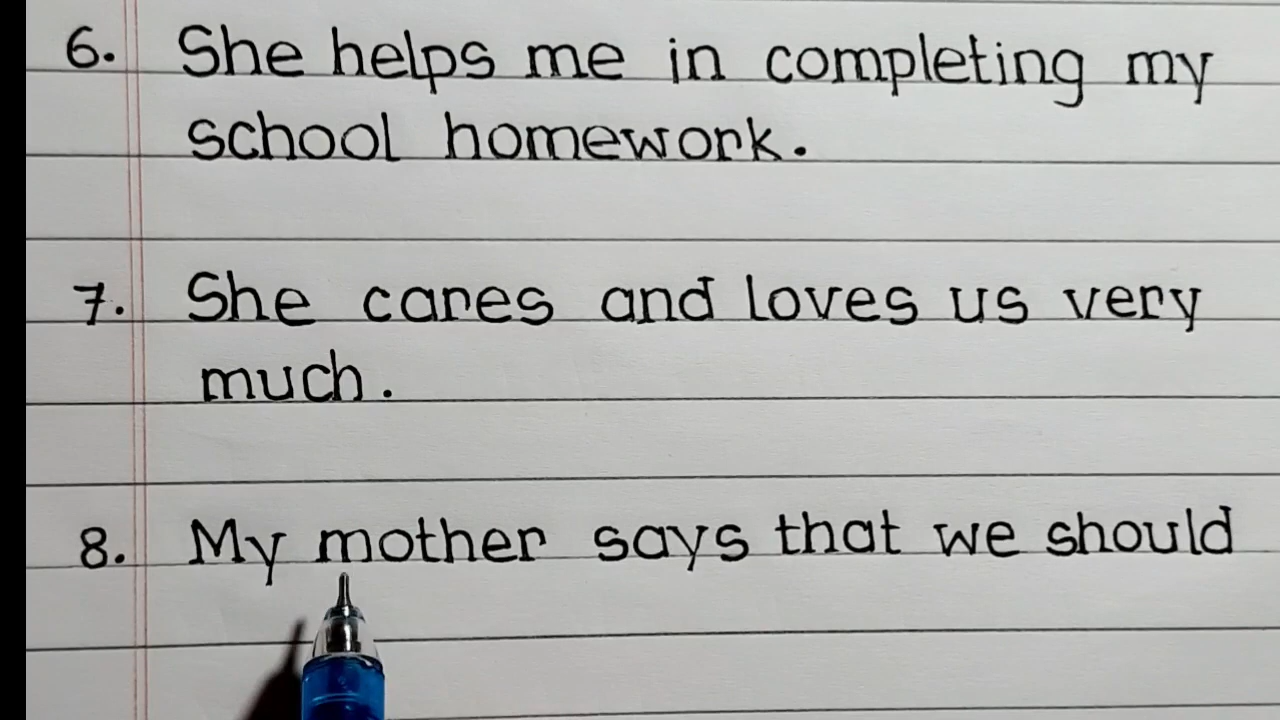 6. She helps me in completing my
school homework.
7. She cares and loves us very
much.
8. My mother says that we should